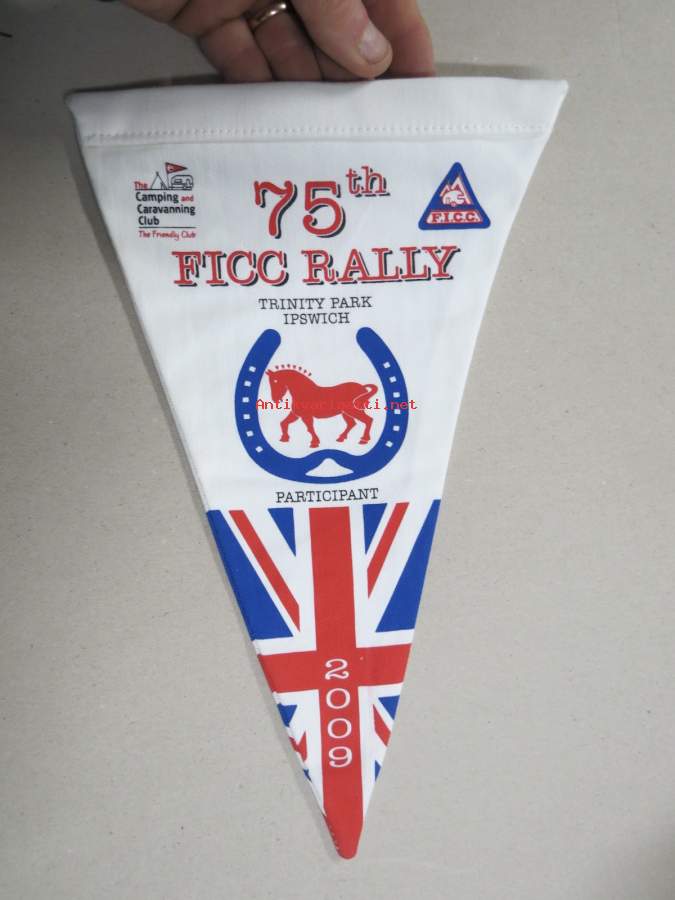 The
Camping and
Caravanning
Club
The Friendly Club
75th
F.I.C.C.
FICC RALLY
TRINITY PARK
IPSWICH
Antikvariaatti.net
PARTICIPANT
2009